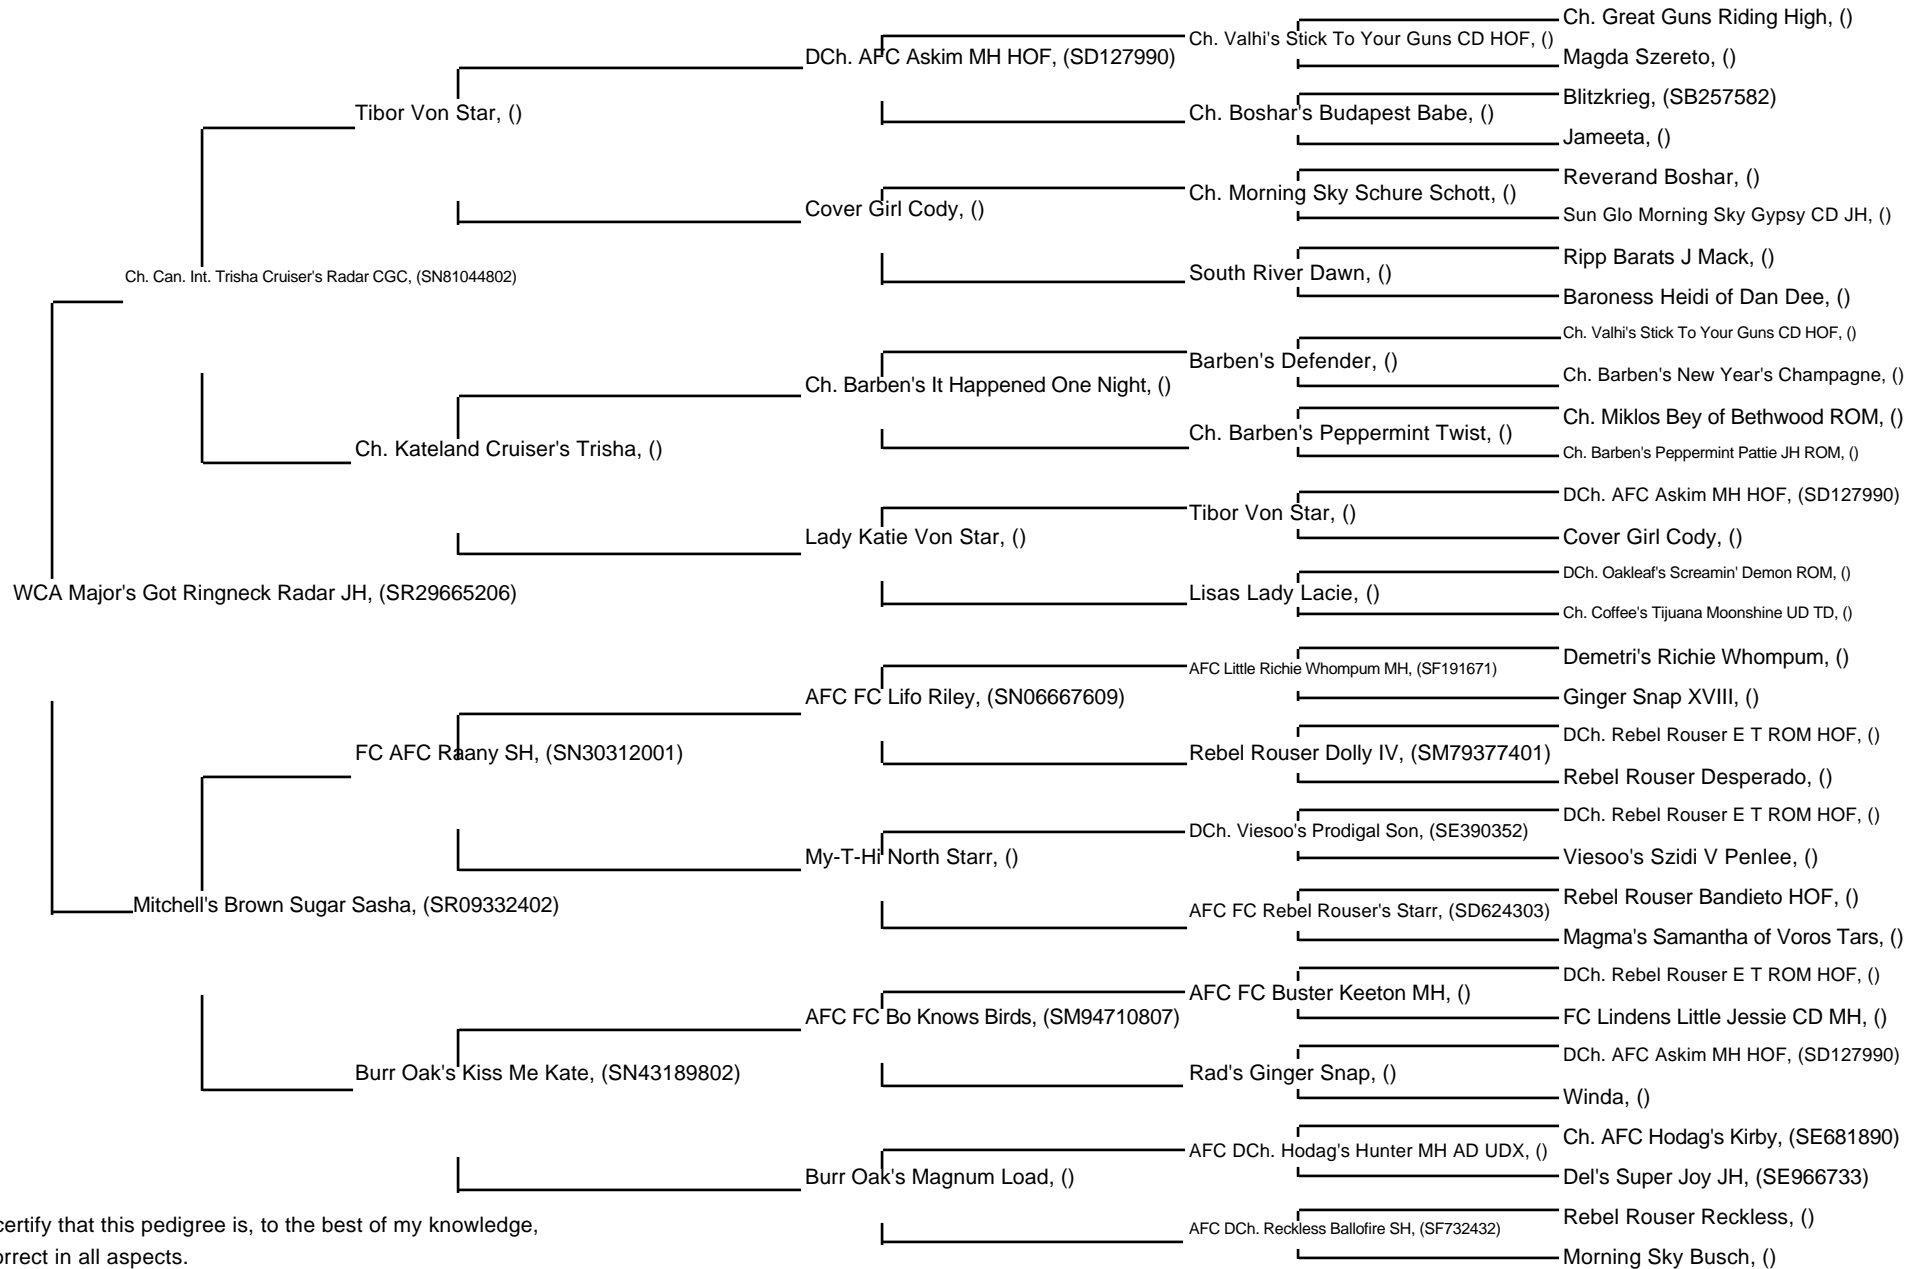 Ch. Great Guns Riding High, ()
Ch. Valhi's Stick To Your Guns CD HOF, ()
DCh. AFC Askim MH HOF, (SD127990)
Magda Szereto, ()
Blitzkrieg, (SB257582)
Tibor Von Star, ()
Ch. Boshar's Budapest Babe, ()
Jameeta, ()
Reverand Boshar, ()
Ch. Morning Sky Schure Schott, ()
Cover Girl Cody, ()
Sun Glo Morning Sky Gypsy CD JH, ()
Ripp Barats J Mack, ()
Ch. Can. Int. Trisha Cruiser's Radar CGC, (SN81044802)
South River Dawn, ()
Baroness Heidi of Dan Dee, ()
Ch. Valhi's Stick To Your Guns CD HOF, ()
Barben's Defender, ()
Ch. Barben's It Happened One Night, ()
Ch. Barben's New Year's Champagne, ()
Ch. Miklos Bey of Bethwood ROM, ()
Ch. Kateland Cruiser's Trisha, ()
Ch. Barben's Peppermint Twist, ()
Ch. Barben's Peppermint Pattie JH ROM, ()
DCh. AFC Askim MH HOF, (SD127990)
Tibor Von Star, ()
Lady Katie Von Star, ()
Cover Girl Cody, ()
DCh. Oakleaf's Screamin' Demon ROM, ()
WCA Major's Got Ringneck Radar JH, (SR29665206)
Lisas Lady Lacie, ()
Ch. Coffee's Tijuana Moonshine UD TD, ()
Demetri's Richie Whompum, ()
AFC Little Richie Whompum MH, (SF191671)
AFC FC Lifo Riley, (SN06667609)
Ginger Snap XVIII, ()
DCh. Rebel Rouser E T ROM HOF, ()
FC AFC Raany SH, (SN30312001)
Rebel Rouser Dolly IV, (SM79377401)
Rebel Rouser Desperado, ()
DCh. Rebel Rouser E T ROM HOF, ()
DCh. Viesoo's Prodigal Son, (SE390352)
My-T-Hi North Starr, ()
Viesoo's Szidi V Penlee, ()
Rebel Rouser Bandieto HOF, ()
Mitchell's Brown Sugar Sasha, (SR09332402)
AFC FC Rebel Rouser's Starr, (SD624303)
Magma's Samantha of Voros Tars, ()
DCh. Rebel Rouser E T ROM HOF, ()
AFC FC Buster Keeton MH, ()
AFC FC Bo Knows Birds, (SM94710807)
FC Lindens Little Jessie CD MH, ()
DCh. AFC Askim MH HOF, (SD127990)
Burr Oak's Kiss Me Kate, (SN43189802)
Rad's Ginger Snap, ()
Winda, ()
Ch. AFC Hodag's Kirby, (SE681890)
AFC DCh. Hodag's Hunter MH AD UDX, ()
Burr Oak's Magnum Load, ()
Del's Super Joy JH, (SE966733)
Rebel Rouser Reckless, ()
AFC DCh. Reckless Ballofire SH, (SF732432)
Morning Sky Busch, ()
certify that this pedigree is, to the best of my knowledge,
orrect in all aspects.